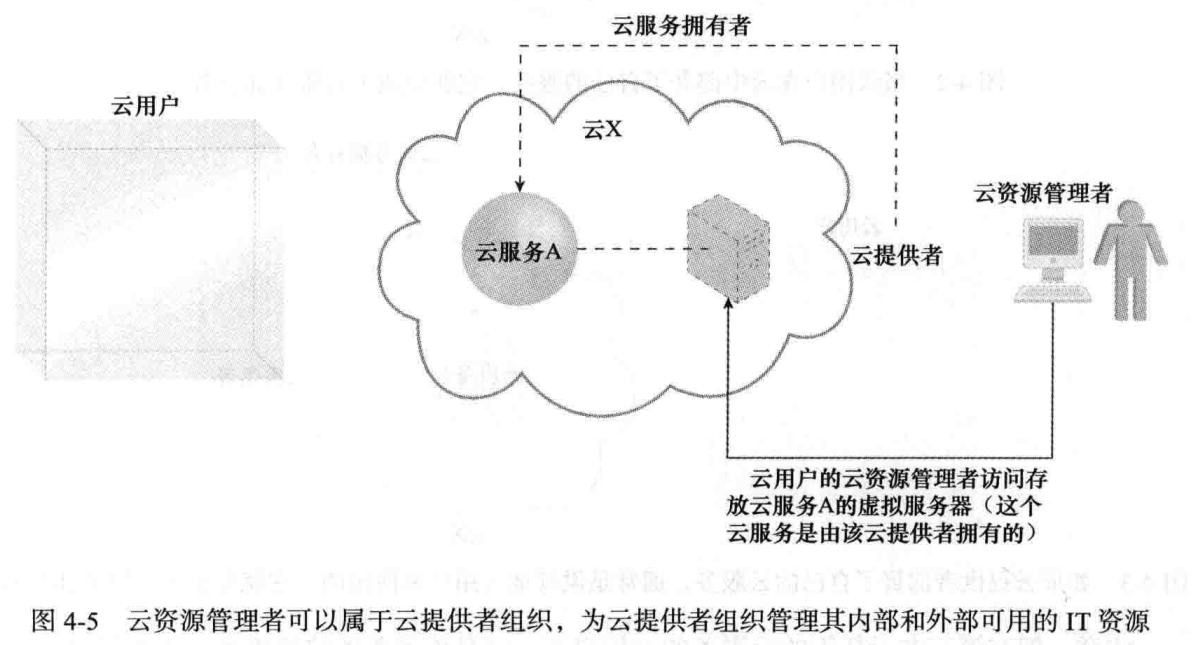 云服务拥有者
云用户
云X
云资源管理者
云服务A
云提供者
云用户的云资源管理者访问存
放云服务A的虚拟服务器（这个
云服务是由该云提供者拥有的）
图 4-5 云资源管理者可以属于云提供者组织，为云提供者组织管理其内部和外部可用的 IT 资源